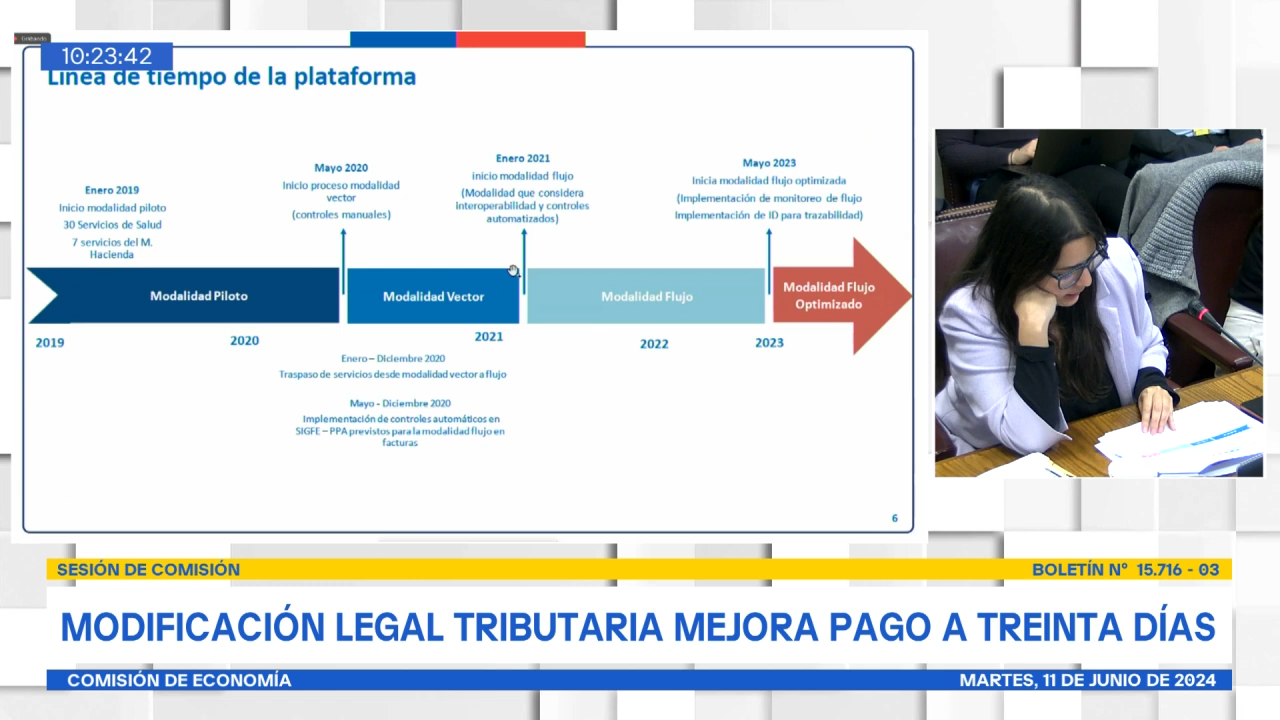 Grabando
10:23:42
Línea de tiempo de la plataforma
Enero 2019
Inicio modalidad piloto
30 Servicios de Salud
7 servicios del M.
Hacienda
Mayo 2020
Inicio proceso modalidad
vector
(controles manuales)
Enero 2021
inicio modalidad flujo
(Modalidad que considera
interoperabilidad y controles
automatizados)
Mayo 2023
Inicia modalidad flujo optimizada
(Implementación de monitoreo de flujo
Implementación de ID para trazabilidad)
Modalidad Piloto
Modalidad Vector
Modalidad Flujo
Modalidad Flujo
Optimizado
2019
2020
2021
2022
2023
Enero – Diciembre 2020
Traspaso de servicios desde modalidad vector a flujo
Mayo - Diciembre 2020
Implementación de controles automáticos en
SIGFE – PPA previstos para la modalidad flujo en
facturas
6
SESIÓN DE COMISIÓN
BOLETÍN N° 15.716 - 03
MODIFICACIÓN LEGAL TRIBUTARIA MEJORA PAGO A TREINTA DÍAS
COMISIÓN DE ECONOMÍA
MARTES, 11 DE JUNIO DE 2024